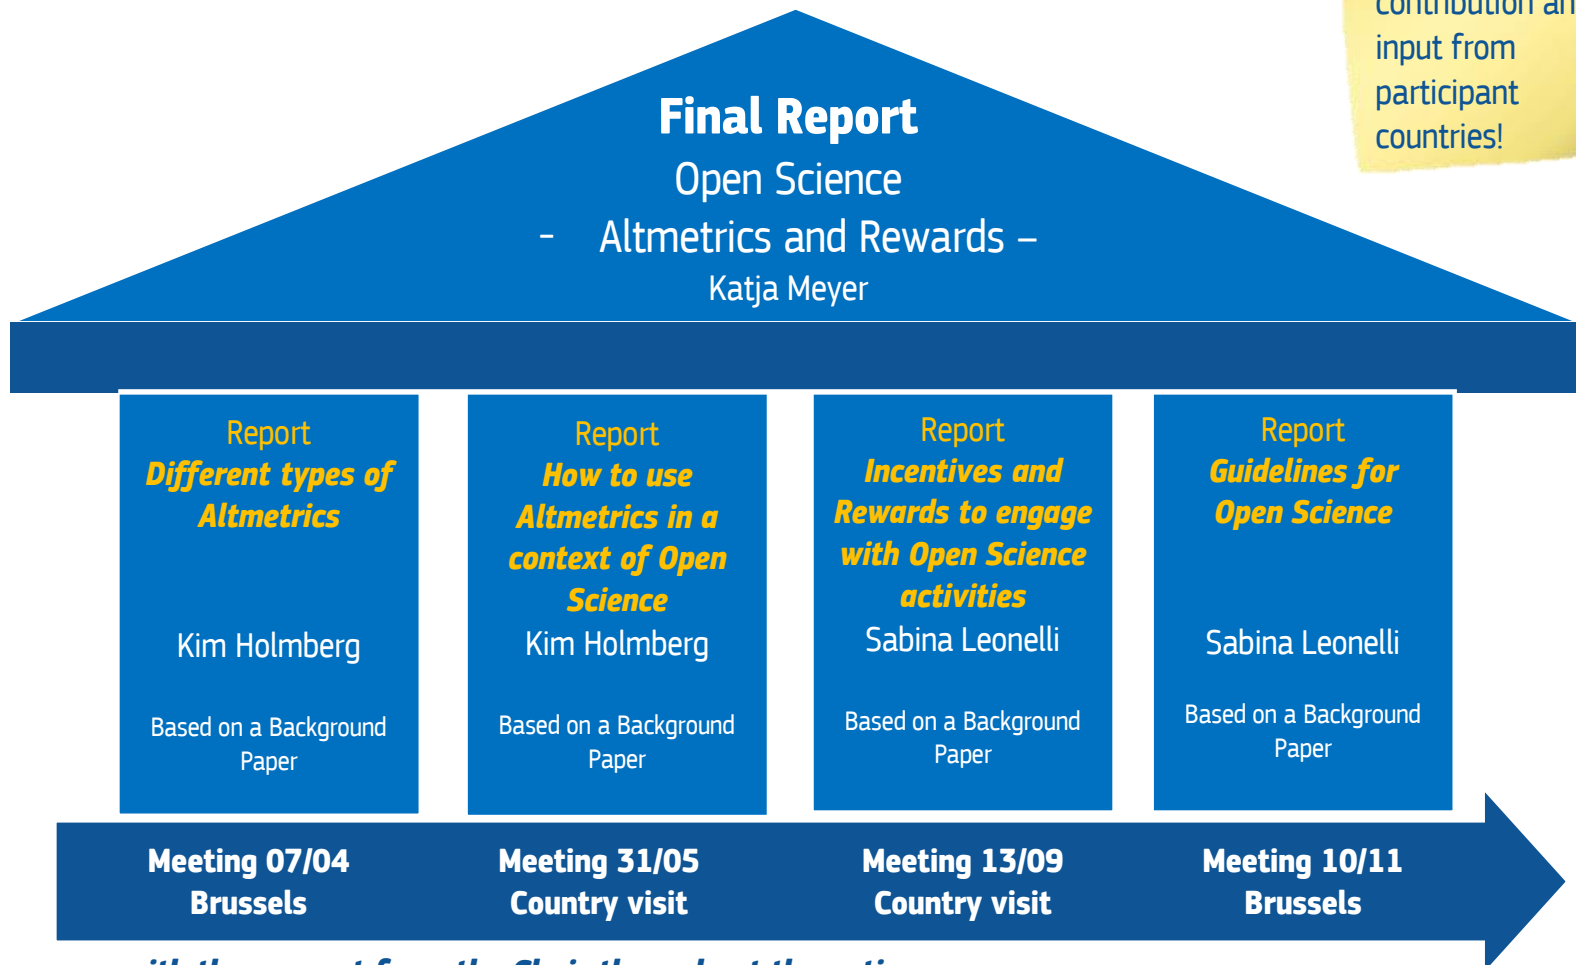 contribution an
input from
participant
countries!
Final Report
Open Science
- Altmetrics and Rewards –
Katja Meyer
Report
Different types of
Altmetrics
Kim Holmberg
Based on a Background
Paper
Report
How to use
Altmetrics in a
context of Open
Science
Kim Holmberg
Based on a Background
Paper
Report
Incentives and
Rewards to engage
with Open Science
activities
Sabina Leonelli
Based on a Background
Paper
Report
Guidelines for
Open Science
Sabina Leonelli
Based on a Background
Paper
Meeting 07/04
Brussels
Meeting 31/05
Country visit
Meeting 13/09
Country visit
Meeting 10/11
Brussels